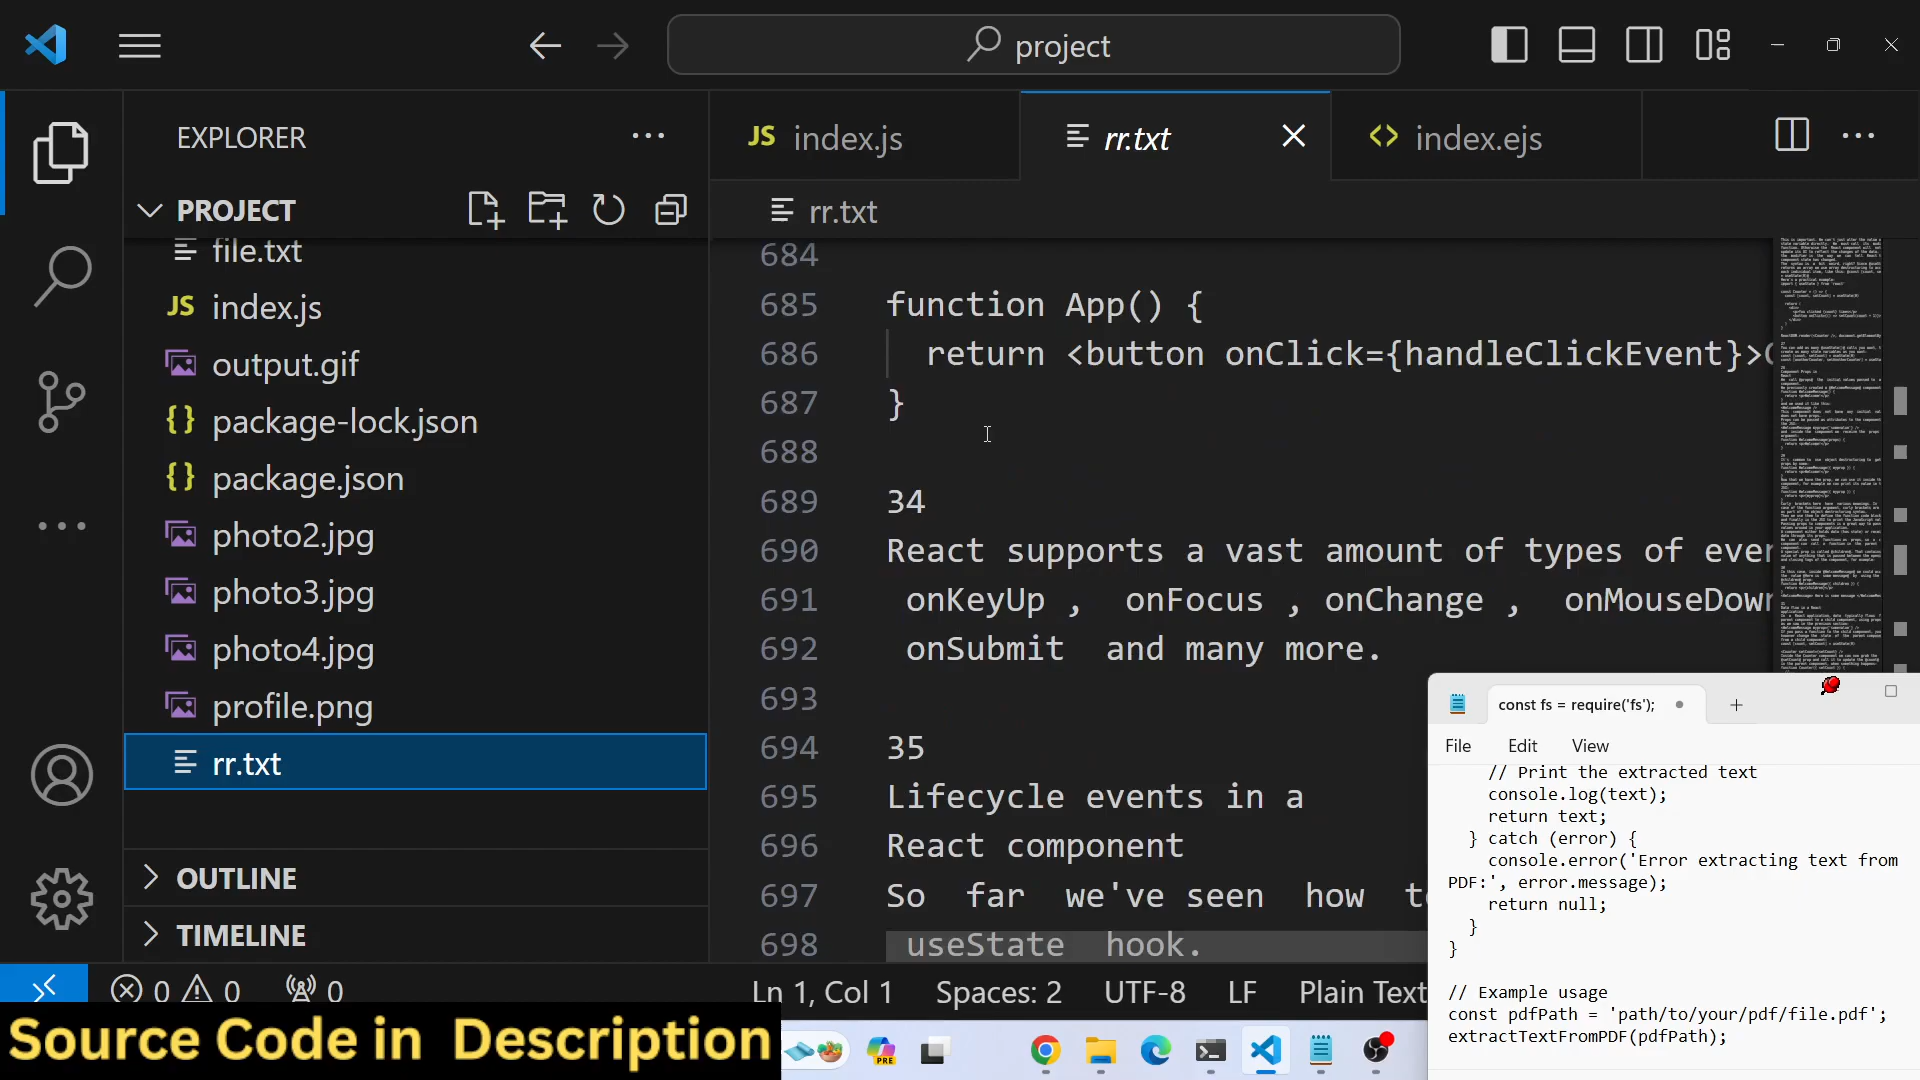 project
EXPLORER
PROJECT
file.txt
JS index.js
output.gif
{} package-lock.json
{} package.json
photo2.jpg
photo3.jpg
photo4.jpg
profile.png
rr.txt
OUTLINE
TIMELINE
JS index.js
rr.txt
<> index.ejs
rr.txt
684
685 function App() {
686 return <button onClick={handleClickEvent}>
687 }
688
689 34
690 React supports a vast amount of types of
691 onKeyUp , onFocus , onChange , onMouseDown
692 onSubmit and many more.
693
694 35
695 Lifecycle events in a
696 React component
697 So far we've seen how
698 useState hook.
0 0 0
Ln 1, Col 1 Spaces: 2 UTF-8 LF Plain Text
const fs = require('fs');
File Edit View
// Print the extracted text
console.log(text);
return text;
} catch (error) {
console.error('Error extracting text from
PDF:', error.message);
return null;
}
}
// Example usage
const pdfPath = 'path/to/your/pdf/file.pdf';
extractTextFromPDF(pdfPath);
Source Code in Description
PRE